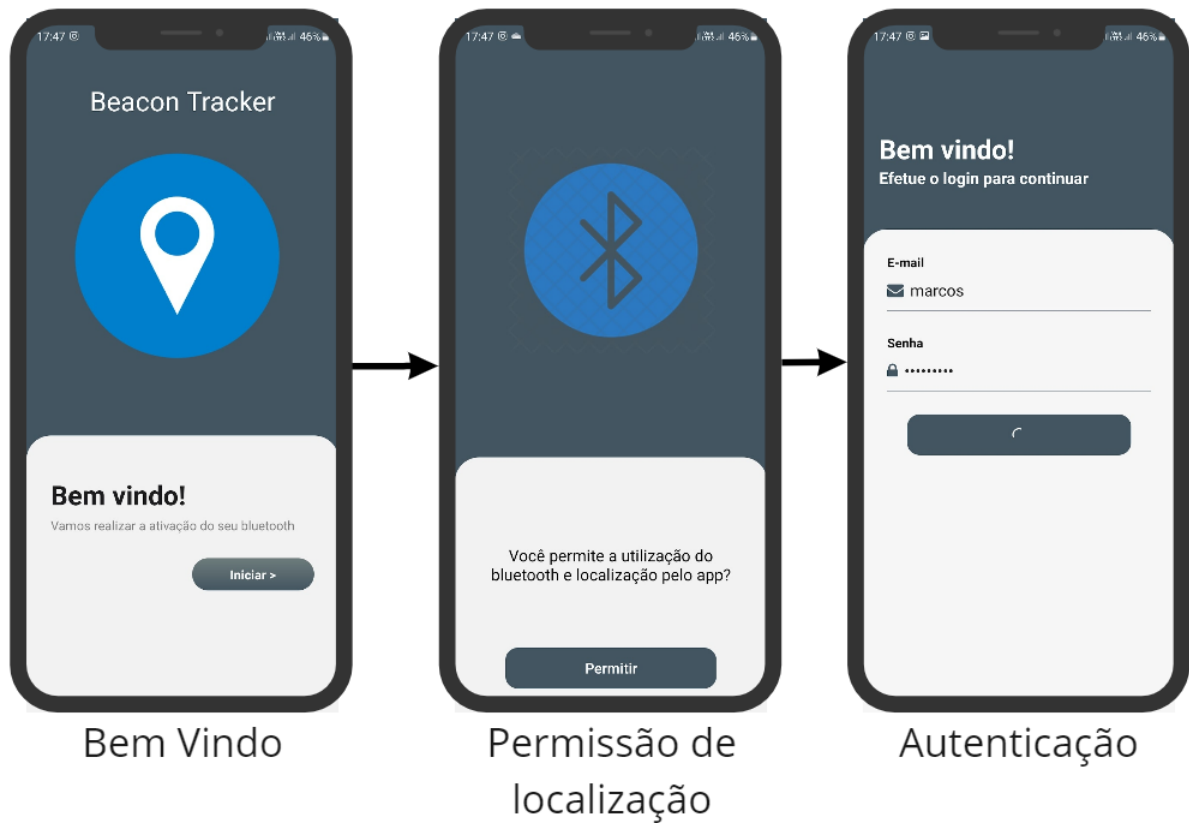 17:47
46%
Beacon Tracker
Bem vindo!
Vamos realizar a ativação do seu bluetooth
Iniciar >
Bem Vindo
17:47
46%
Você permite a utilização do
bluetooth e localização pelo app?
Permitir
Permissão de
localização
17:47
46%
Bem vindo!
Efetue o login para continuar
E-mail
marcos
Senha
•••••••••
Autenticação